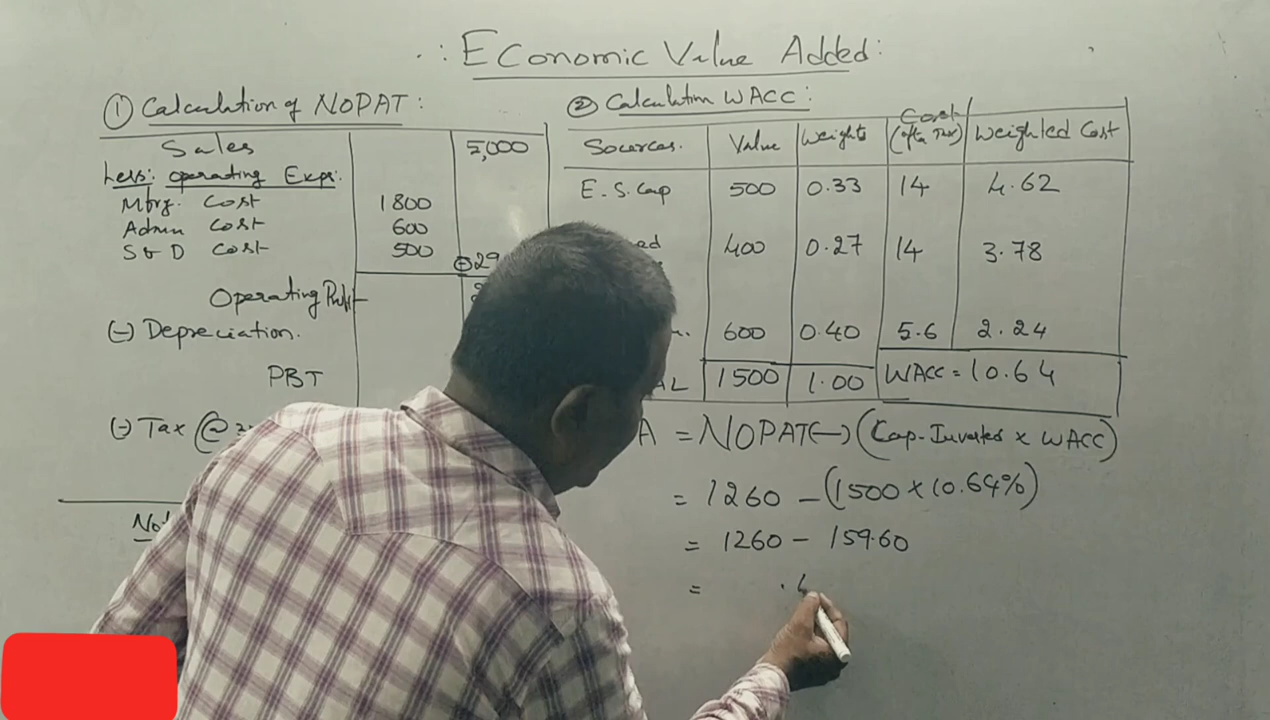 : Economic Value Added:
① Calculation of NOPAT:
Sales 5,000
Less: operating Exps:
Mfrg. cost 1800
Admn cost 600
S & D cost 500 (-) 29
Operating Profit
(-) Depreciation.
PBT
(-) Tax @
② Calculation WACC:
Sources. Value Weights Cost (after Tax) Weighted Cost
E.S.Cap 500 0.33 14 4.62
400 0.27 14 3.78
600 0.40 5.6 2.24
1500 1.00 WACC = 10.64
A = NOPAT (-) (Cap-Invested x WACC)
= 1260 - (1500 x 10.64%)
= 1260 - 159.60
=